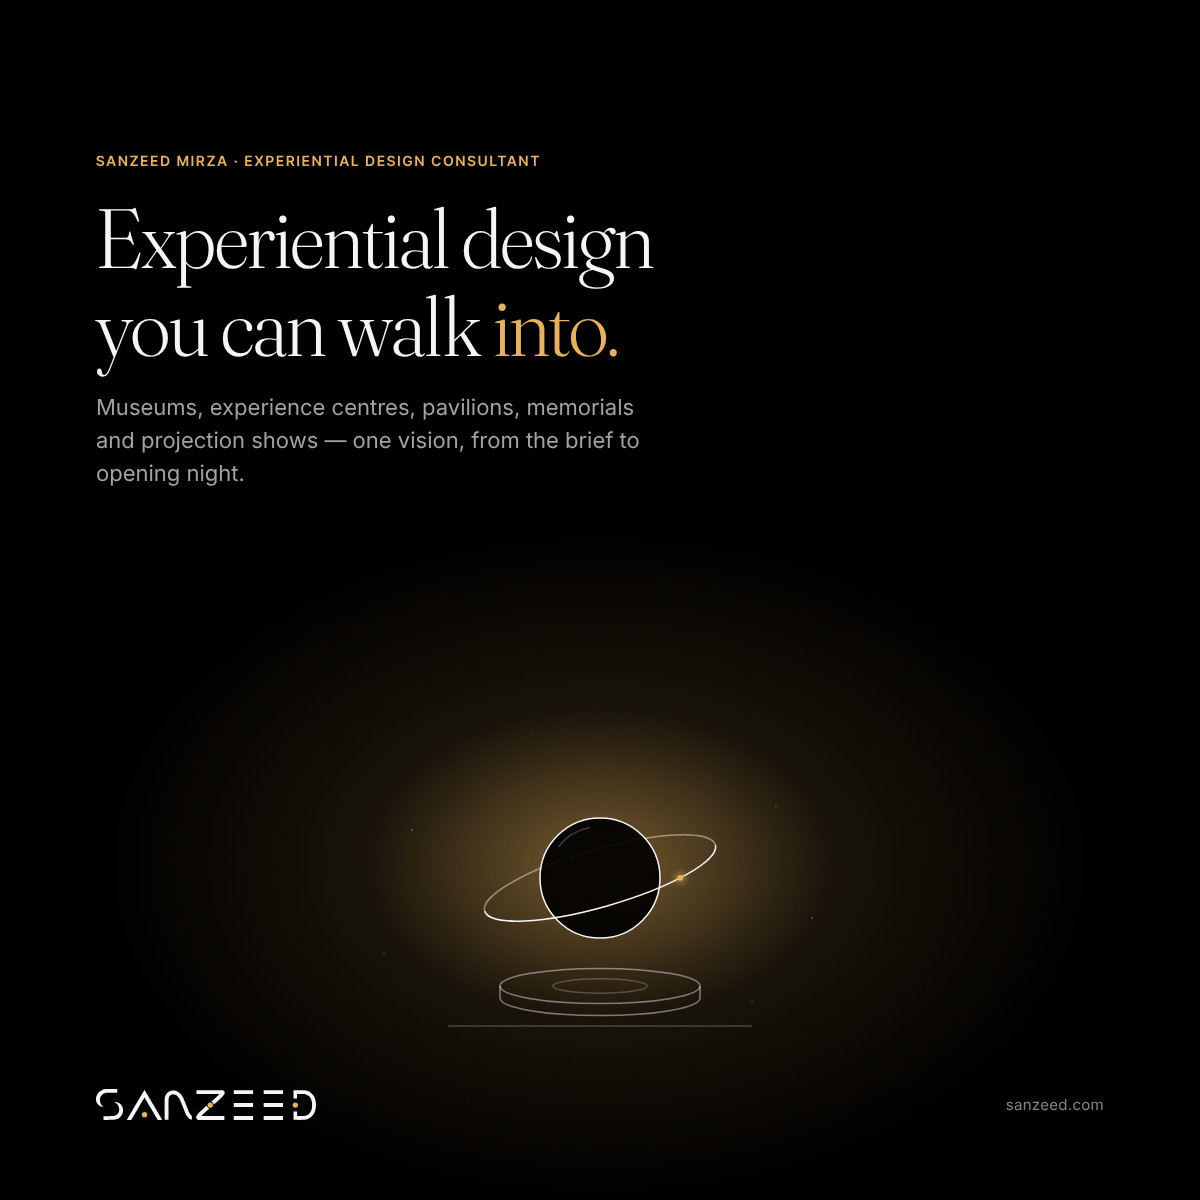 SANZEED MIRZA · EXPERIENTIAL DESIGN CONSULTANT
Experiential design
you can walk into.
Museums, experience centres, pavilions, memorials
and projection shows — one vision, from the brief to
opening night.
SANZEED
sanzeed.com